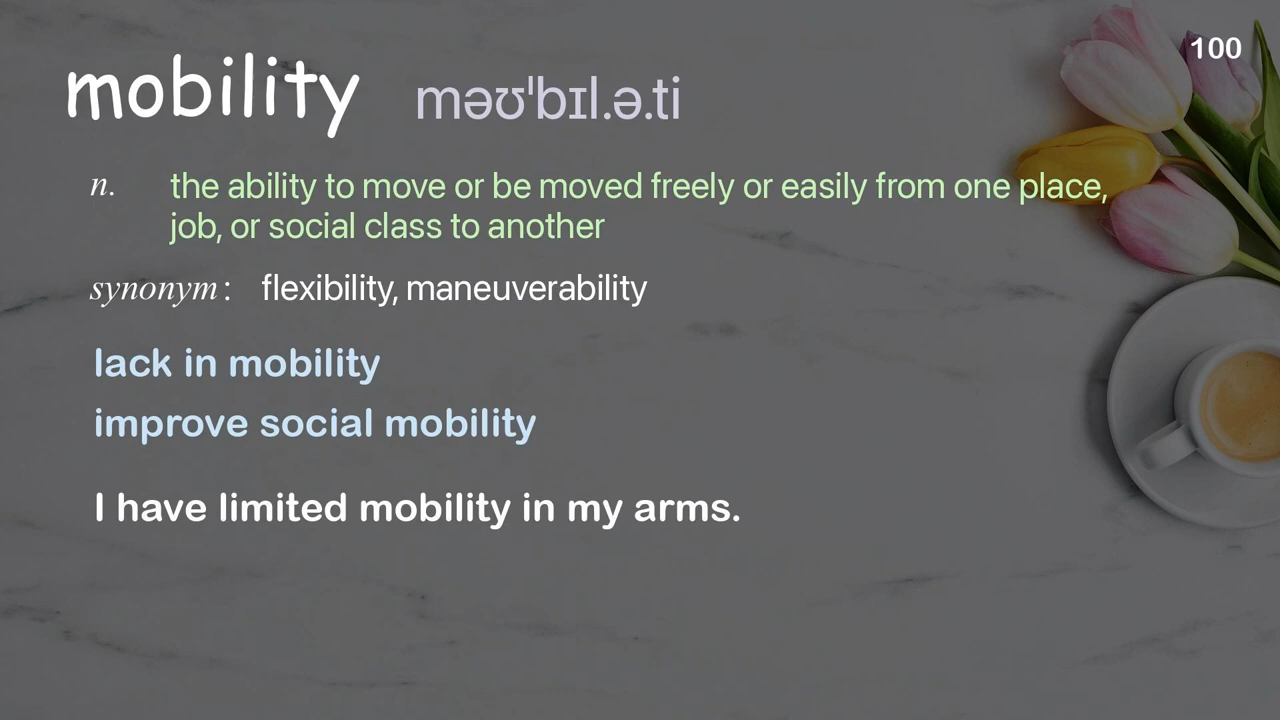 mobility məʊˈbɪl.ə.ti
100
n. the ability to move or be moved freely or easily from one place,
job, or social class to another
synonym: flexibility, maneuverability
lack in mobility
improve social mobility
I have limited mobility in my arms.